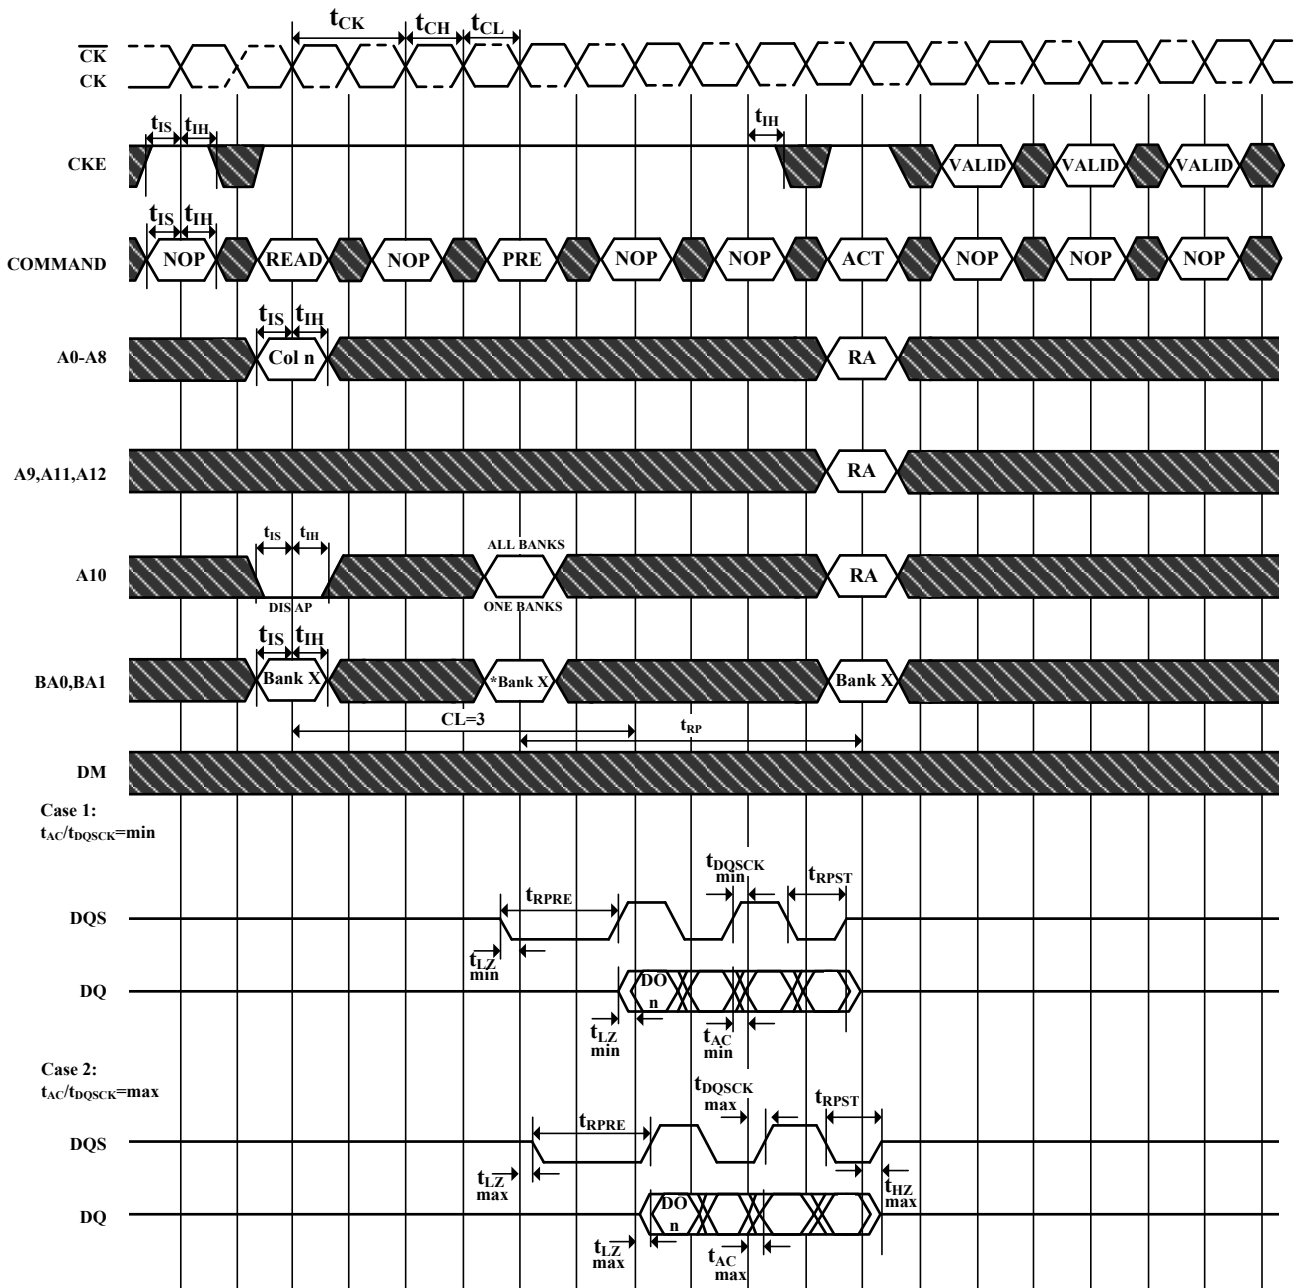 tCK tCH tCL
CK
CK
tIS tIH tIH
CKE VALID VALID VALID
tIS tIH
COMMAND NOP READ NOP PRE NOP NOP ACT NOP NOP NOP
tIS tIH
A0-A8 Col n RA
A9,A11,A12 RA
tIS tIH ALL BANKS
A10 RA
DIS AP ONE BANKS
tIS tIH
BA0,BA1 Bank X *Bank X Bank X
CL=3 tRP
DM
Case 1:
tAC/tDQSCK=min
tDQSCK
min
tRPRE tRPST
DQS
tLZ
min
DQ DO
n
tLZ
min
tAC
min
Case 2:
tAC/tDQSCK=max
tDQSCK
max
tRPRE tRPST
DQS
tLZ
max
tHZ
max
DQ DO
n
tLZ
max
tAC
max